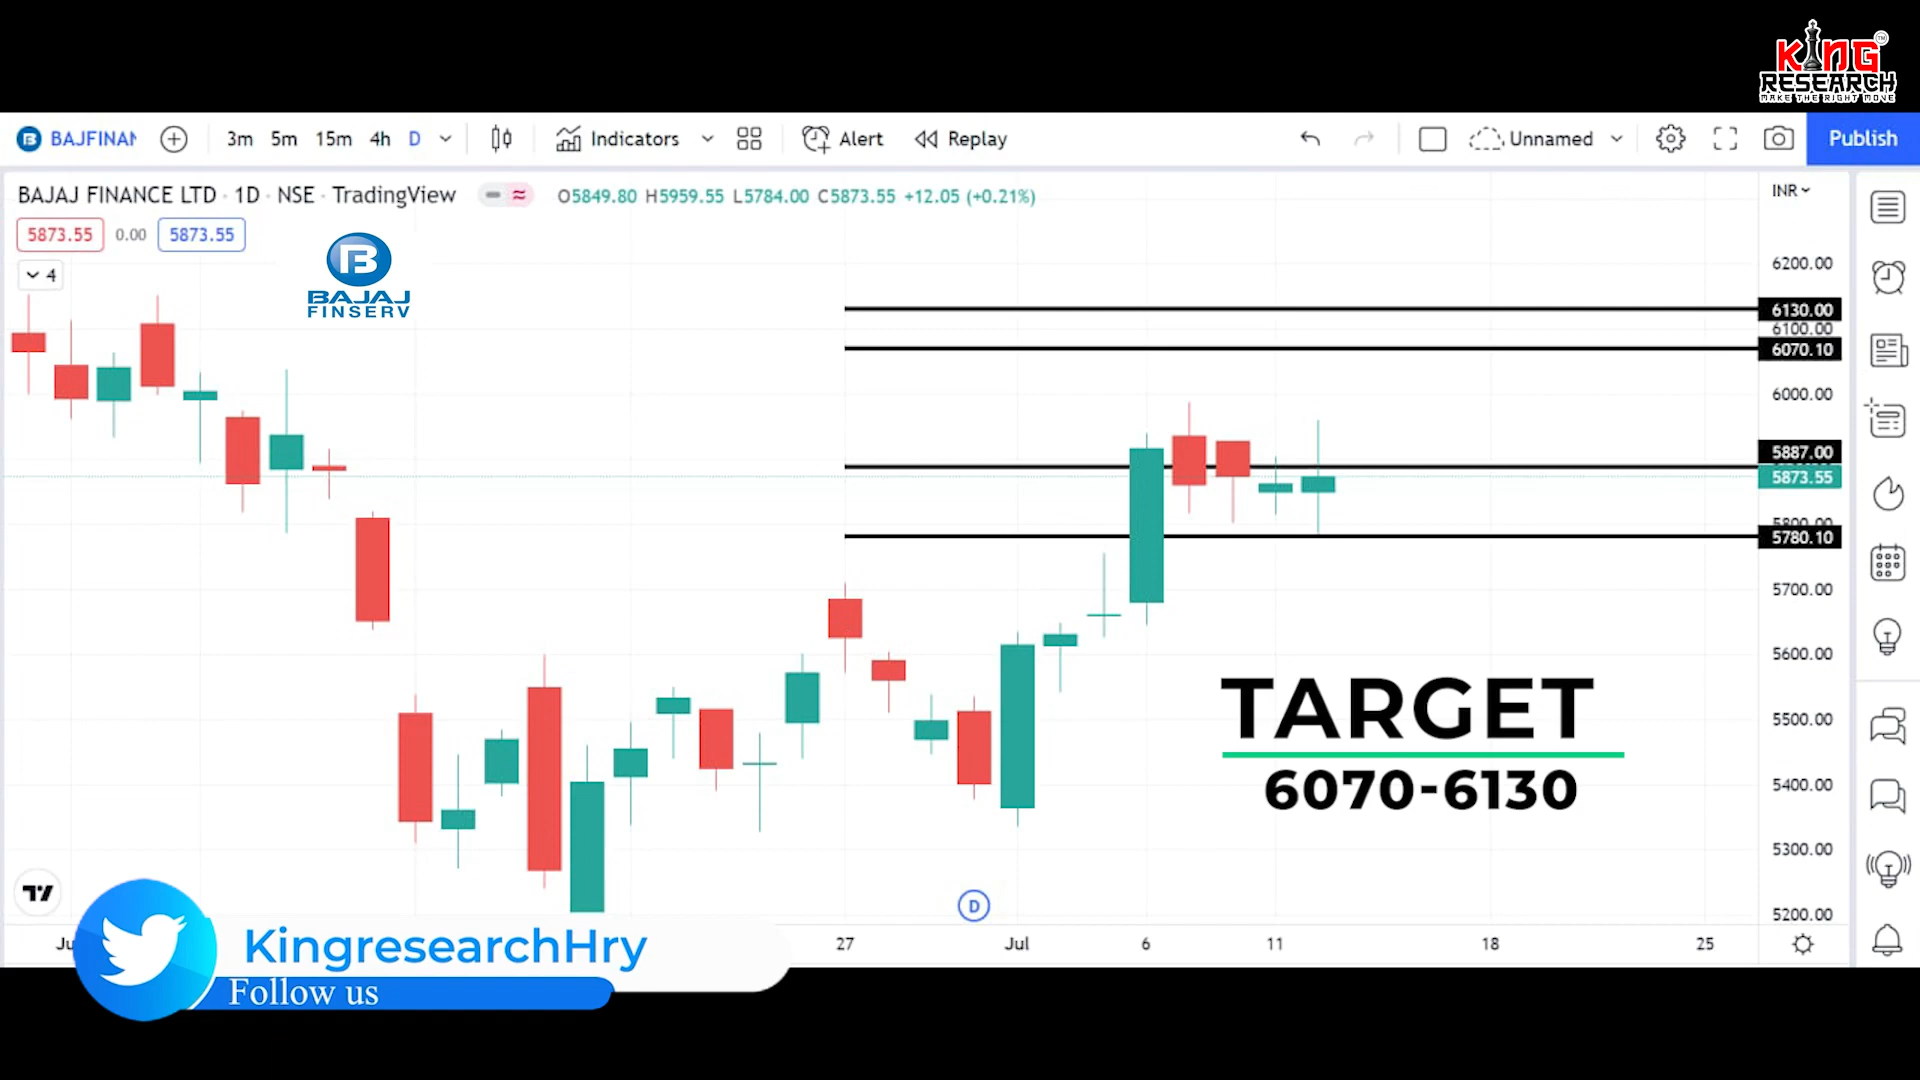 KING
RESEARCH
MAKE THE RIGHT MOVE
TM
BAJFINAN
3m 5m 15m 4h D
Indicators
Alert
Replay
Unnamed
Publish
BAJAJ FINANCE LTD · 1D · NSE · TradingView
O5849.80 H5959.55 L5784.00 C5873.55 +12.05 (+0.21%)
INR
5873.55 0.00 5873.55
4
BAJAJ
FINSERV
6200.00
6130.00
6100.00
6070.10
6000.00
5887.00
5873.55
5800.00
5780.10
5700.00
5600.00
5500.00
5400.00
5300.00
5200.00
TARGET
6070-6130
D
27 Jul 6 11 18 25
KingresearchHry
Follow us